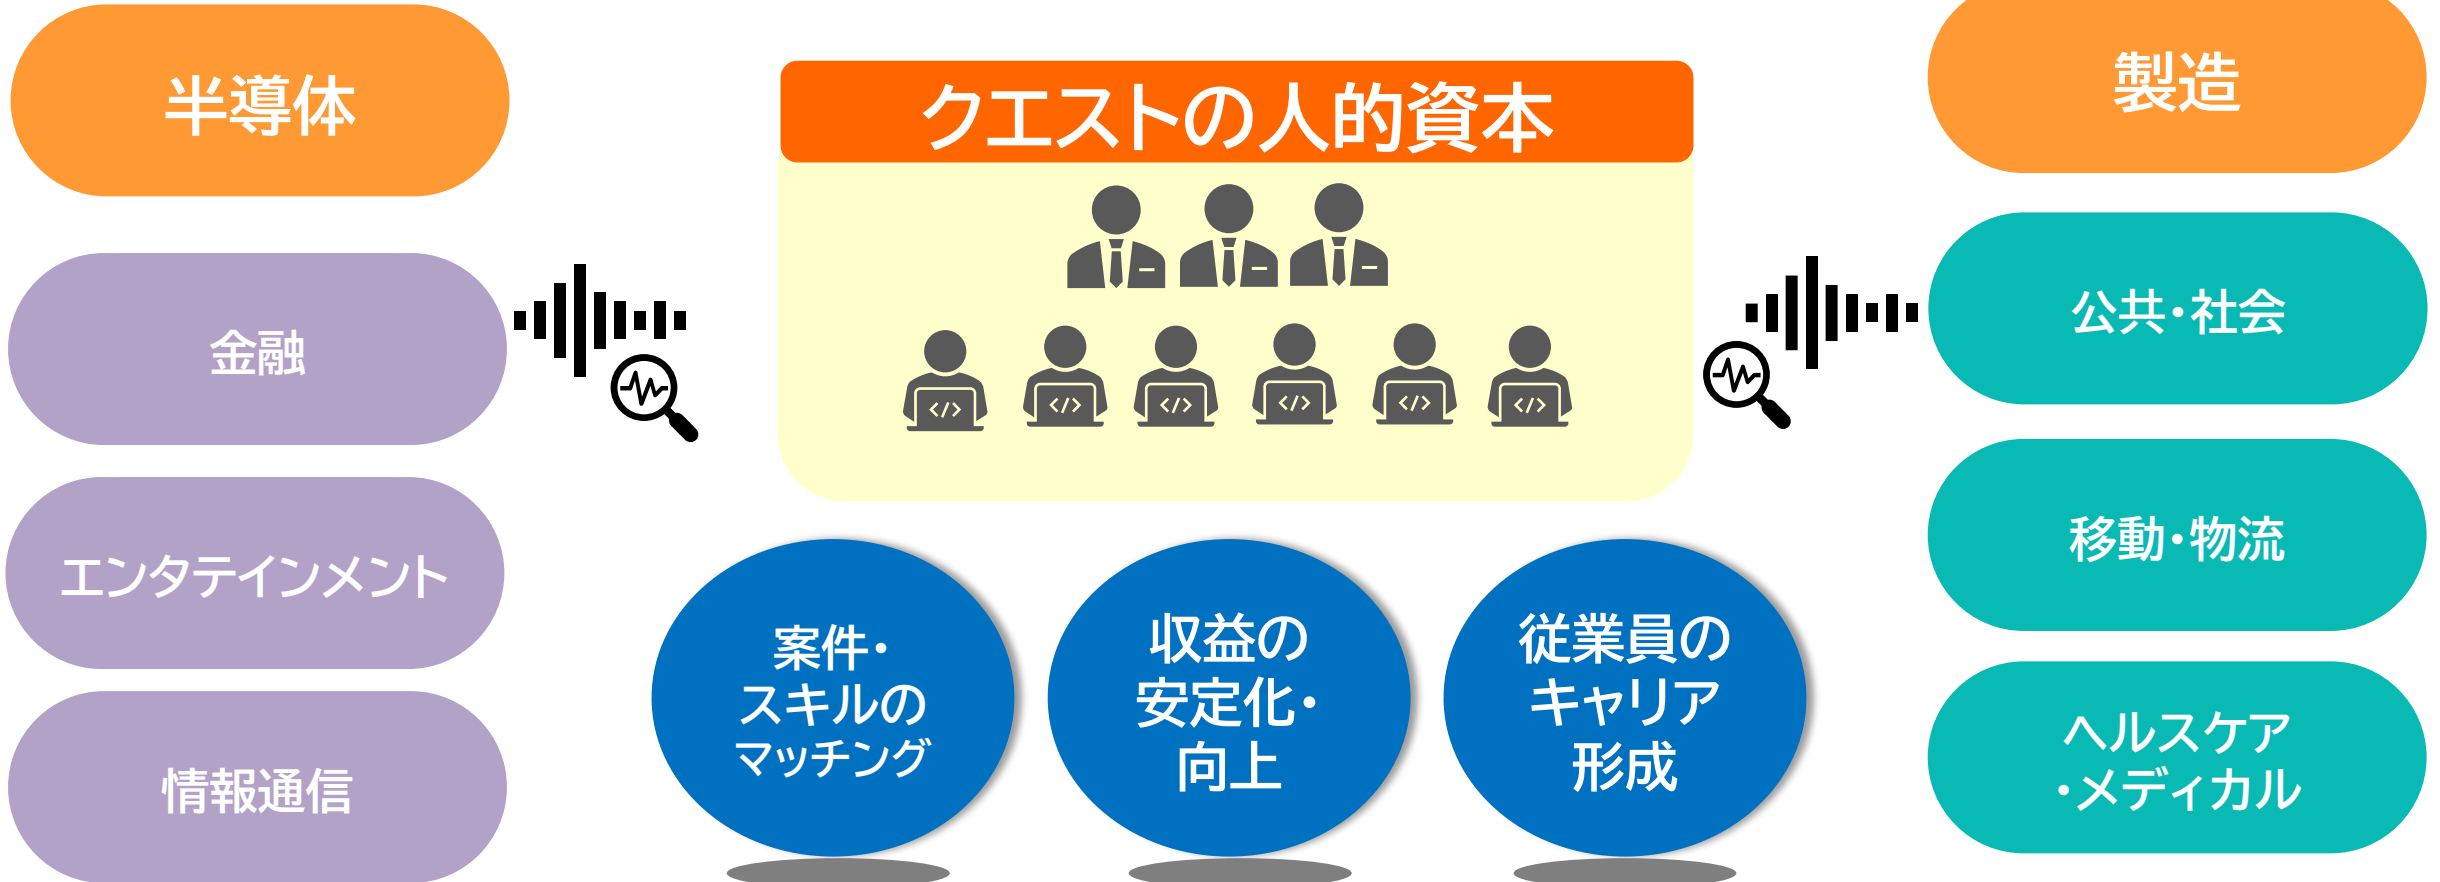 半導体
金融
エンタテインメント
情報通信
クエストの人的資本
案件・
スキルの
マッチング
収益の
安定化・
向上
従業員の
キャリア
形成
製造
公共・社会
移動・物流
ヘルスケア
・メディカル